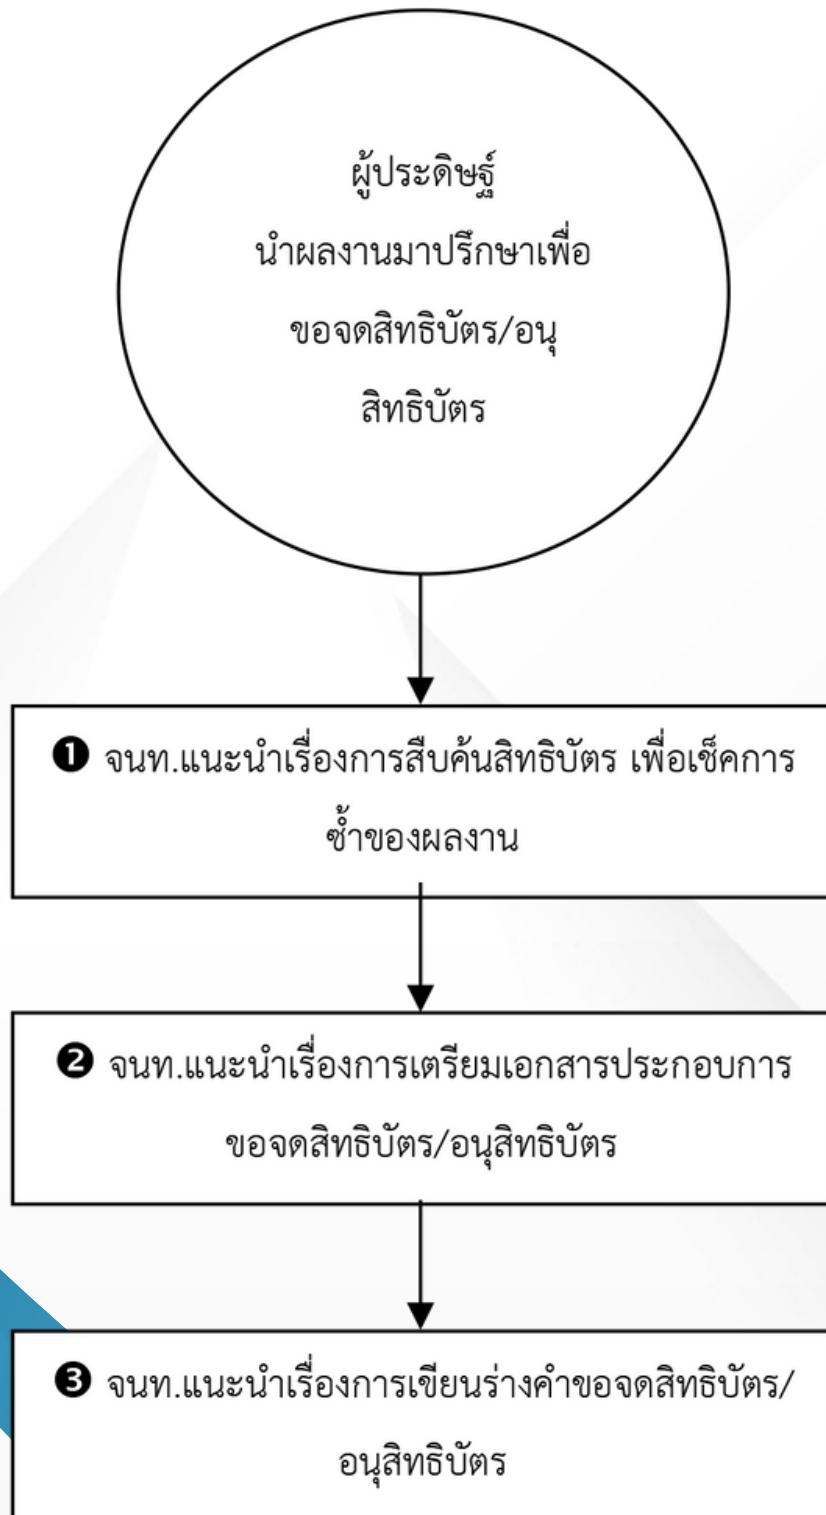 ผู้ประดิษฐ์
นำผลงานมาปรึกษาเพื่อ
ขอจดสิทธิบัตร/อนุ
สิทธิบัตร
❶ จนท.แนะนำเรื่องการสืบค้นสิทธิบัตร เพื่อเช็คการ
ซ้ำของผลงาน
❷ จนท.แนะนำเรื่องการเตรียมเอกสารประกอบการ
ขอจดสิทธิบัตร/อนุสิทธิบัตร
❸ จนท.แนะนำเรื่องการเขียนร่างคำขอจดสิทธิบัตร/
อนุสิทธิบัตร